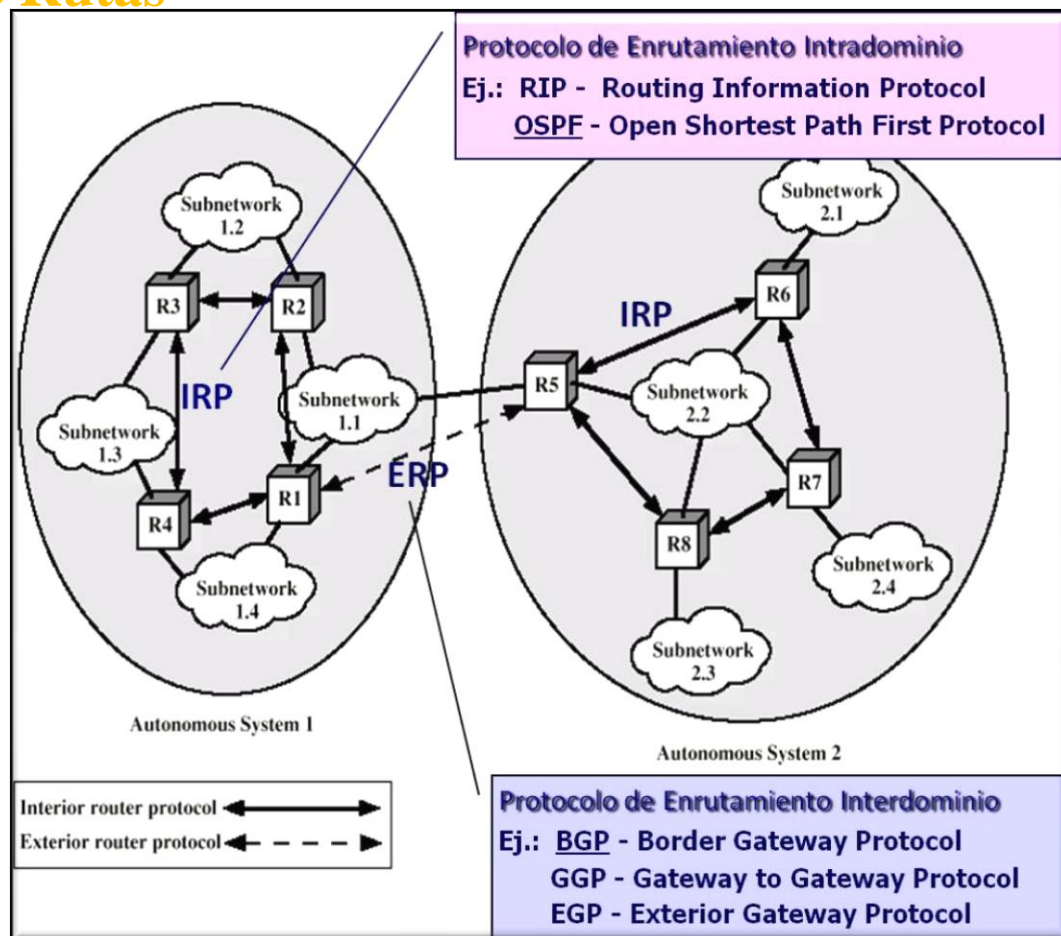 Rutas
Protocolo de Enrutamiento Intradominio
Ej.: RIP - Routing Information Protocol
OSPF - Open Shortest Path First Protocol
Subnetwork
1.2
Subnetwork
2.1
R3
R2
R6
IRP
IRP
R5
Subnetwork
1.1
Subnetwork
2.2
Subnetwork
1.3
ERP
R1
R7
R4
R8
Subnetwork
1.4
Subnetwork
2.4
Subnetwork
2.3
Autonomous System 1
Autonomous System 2
Interior router protocol
Exterior router protocol
Protocolo de Enrutamiento Interdominio
Ej.: BGP - Border Gateway Protocol
GGP - Gateway to Gateway Protocol
EGP - Exterior Gateway Protocol